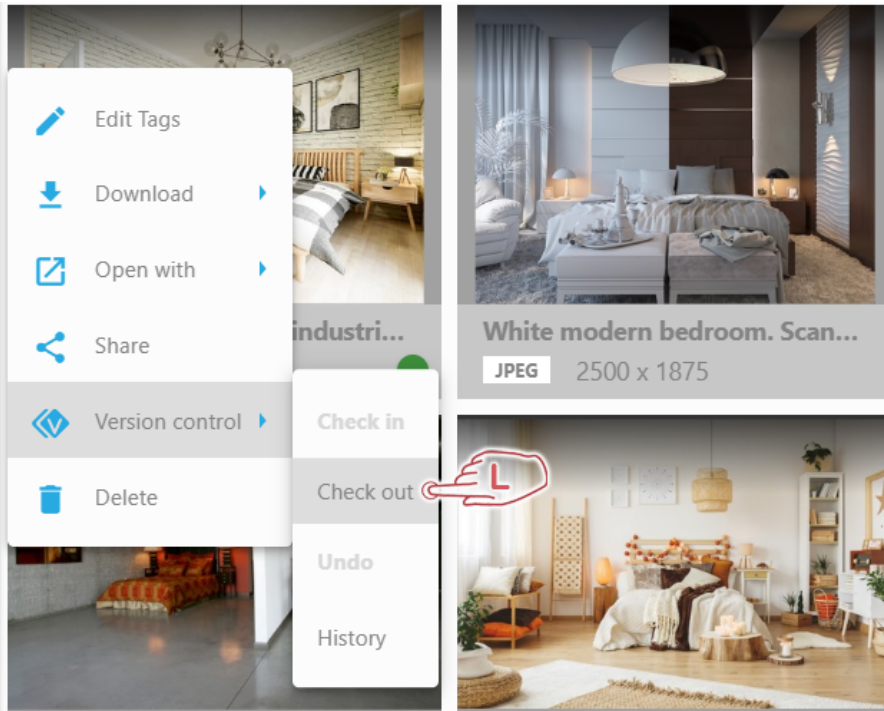 Edit Tags
Download
Open with
Share
Version control
Delete
Check in
Check out
L
Undo
History
industri...
White modern bedroom. Scan...
JPEG 2500 x 1875